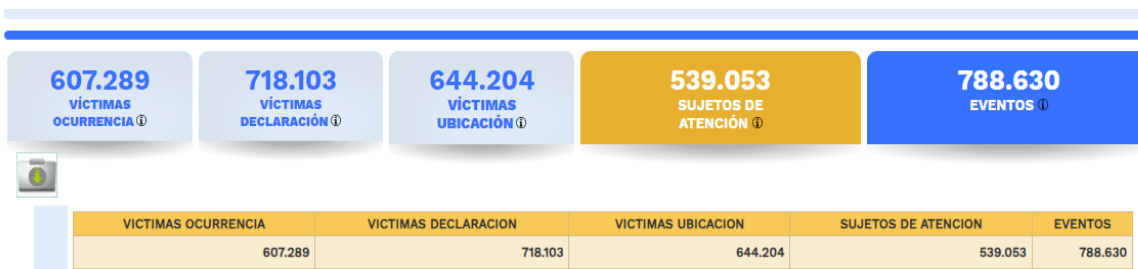 607.289
VÍCTIMAS
OCURRENCIA
718.103
VÍCTIMAS
DECLARACIÓN
644.204
VÍCTIMAS
UBICACIÓN
539.053
SUJETOS DE
ATENCIÓN
788.630
EVENTOS
VICTIMAS OCURRENCIA VICTIMAS DECLARACION VICTIMAS UBICACION SUJETOS DE ATENCION EVENTOS
607.289 718.103 644.204 539.053 788.630